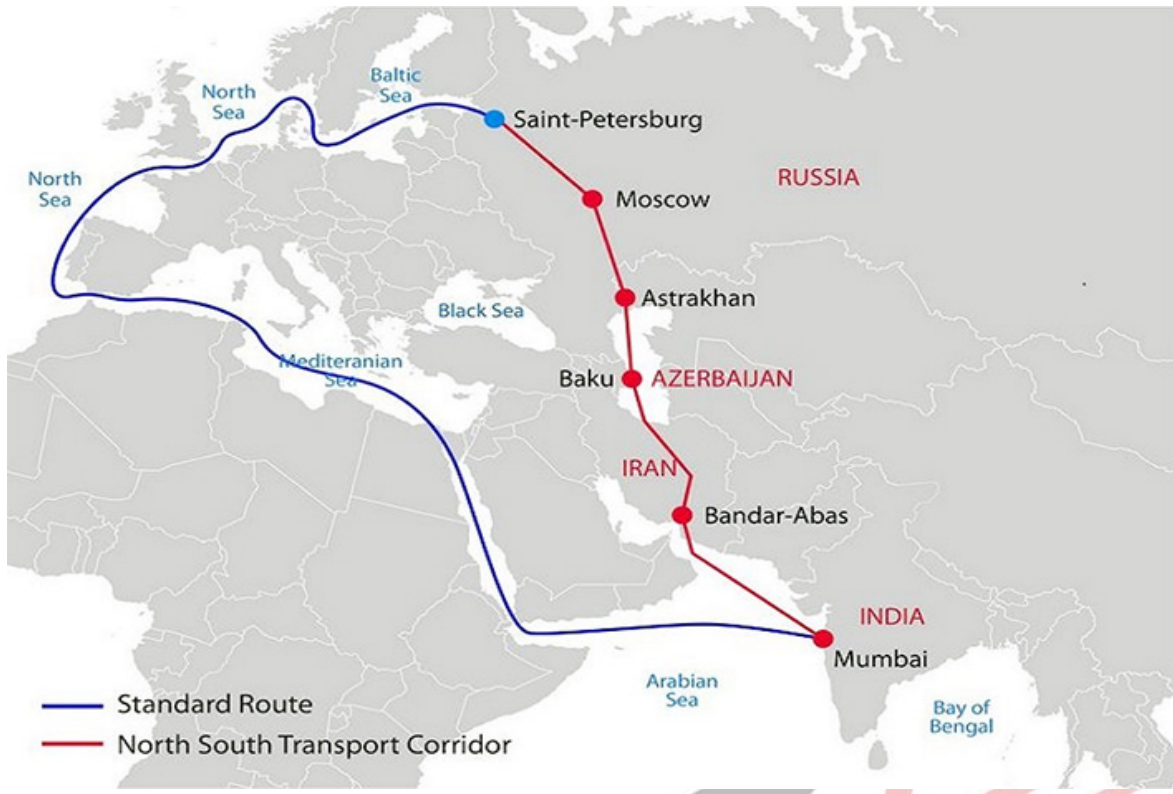 Baltic
Sea
North
Sea
Saint-Petersburg
North
Sea
RUSSIA
Moscow
Astrakhan
Black Sea
Mediteranian
Sea
Baku
AZERBAIJAN
IRAN
Bandar-Abas
INDIA
Mumbai
Arabian
Sea
Bay of
Bengal
Standard Route
North South Transport Corridor